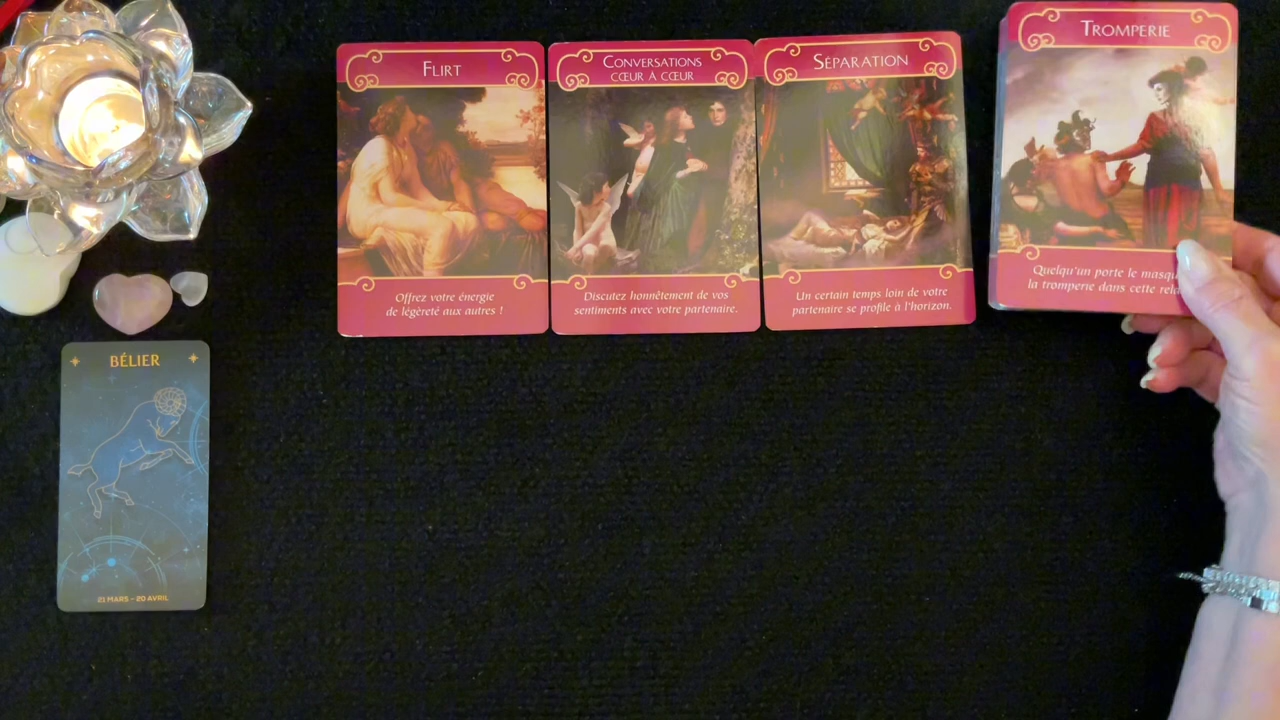 FLIRT
Offrez votre énergie
de légèreté aux autres !
CONVERSATIONS
CŒUR À CŒUR
Discutez honnêtement de vos
sentiments avec votre partenaire.
SÉPARATION
Un certain temps loin de votre
partenaire se profile à l'horizon.
TROMPERIE
Quelqu'un porte le
la tromperie dans cette
BÉLIER
21 MARS - 20 AVRIL